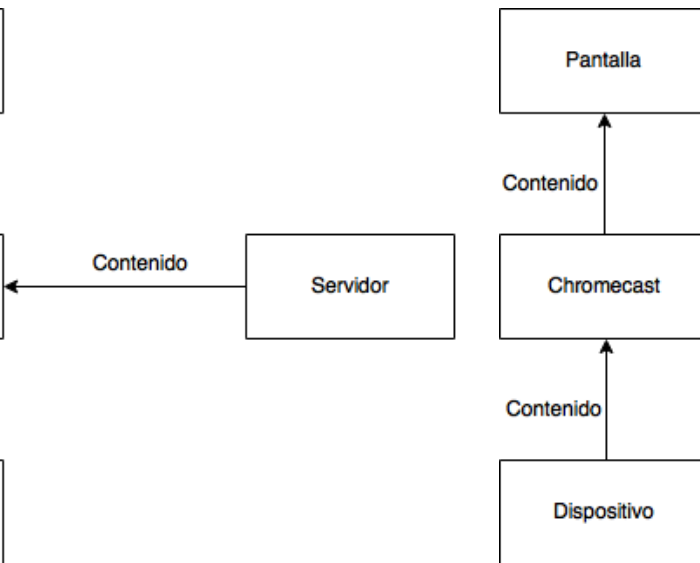 Pantalla
Contenido
Contenido
Servidor
Chromecast
Contenido
Dispositivo